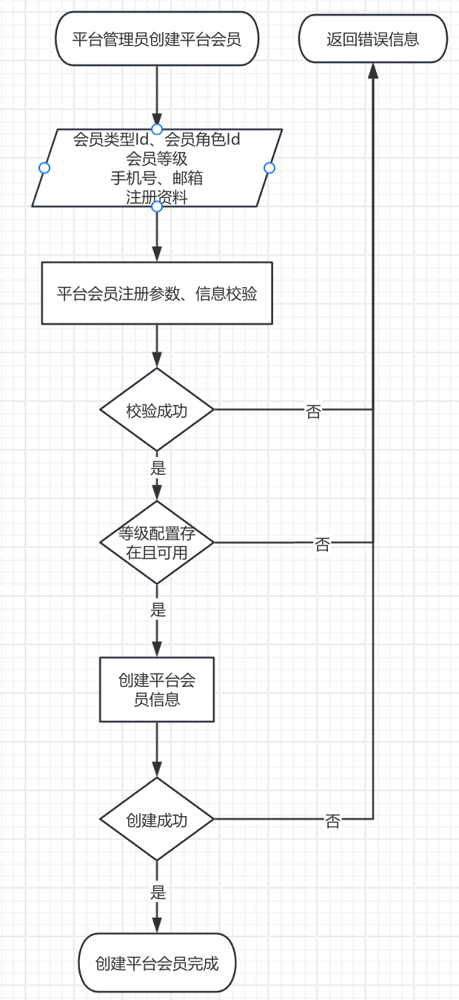 平台管理员创建平台会员
返回错误信息
会员类型Id、会员角色Id
会员等级
手机号、邮箱
注册资料
平台会员注册参数、信息校验
校验成功
否
是
等级配置存
在且可用
否
是
创建平台会
员信息
创建成功
否
是
创建平台会员完成